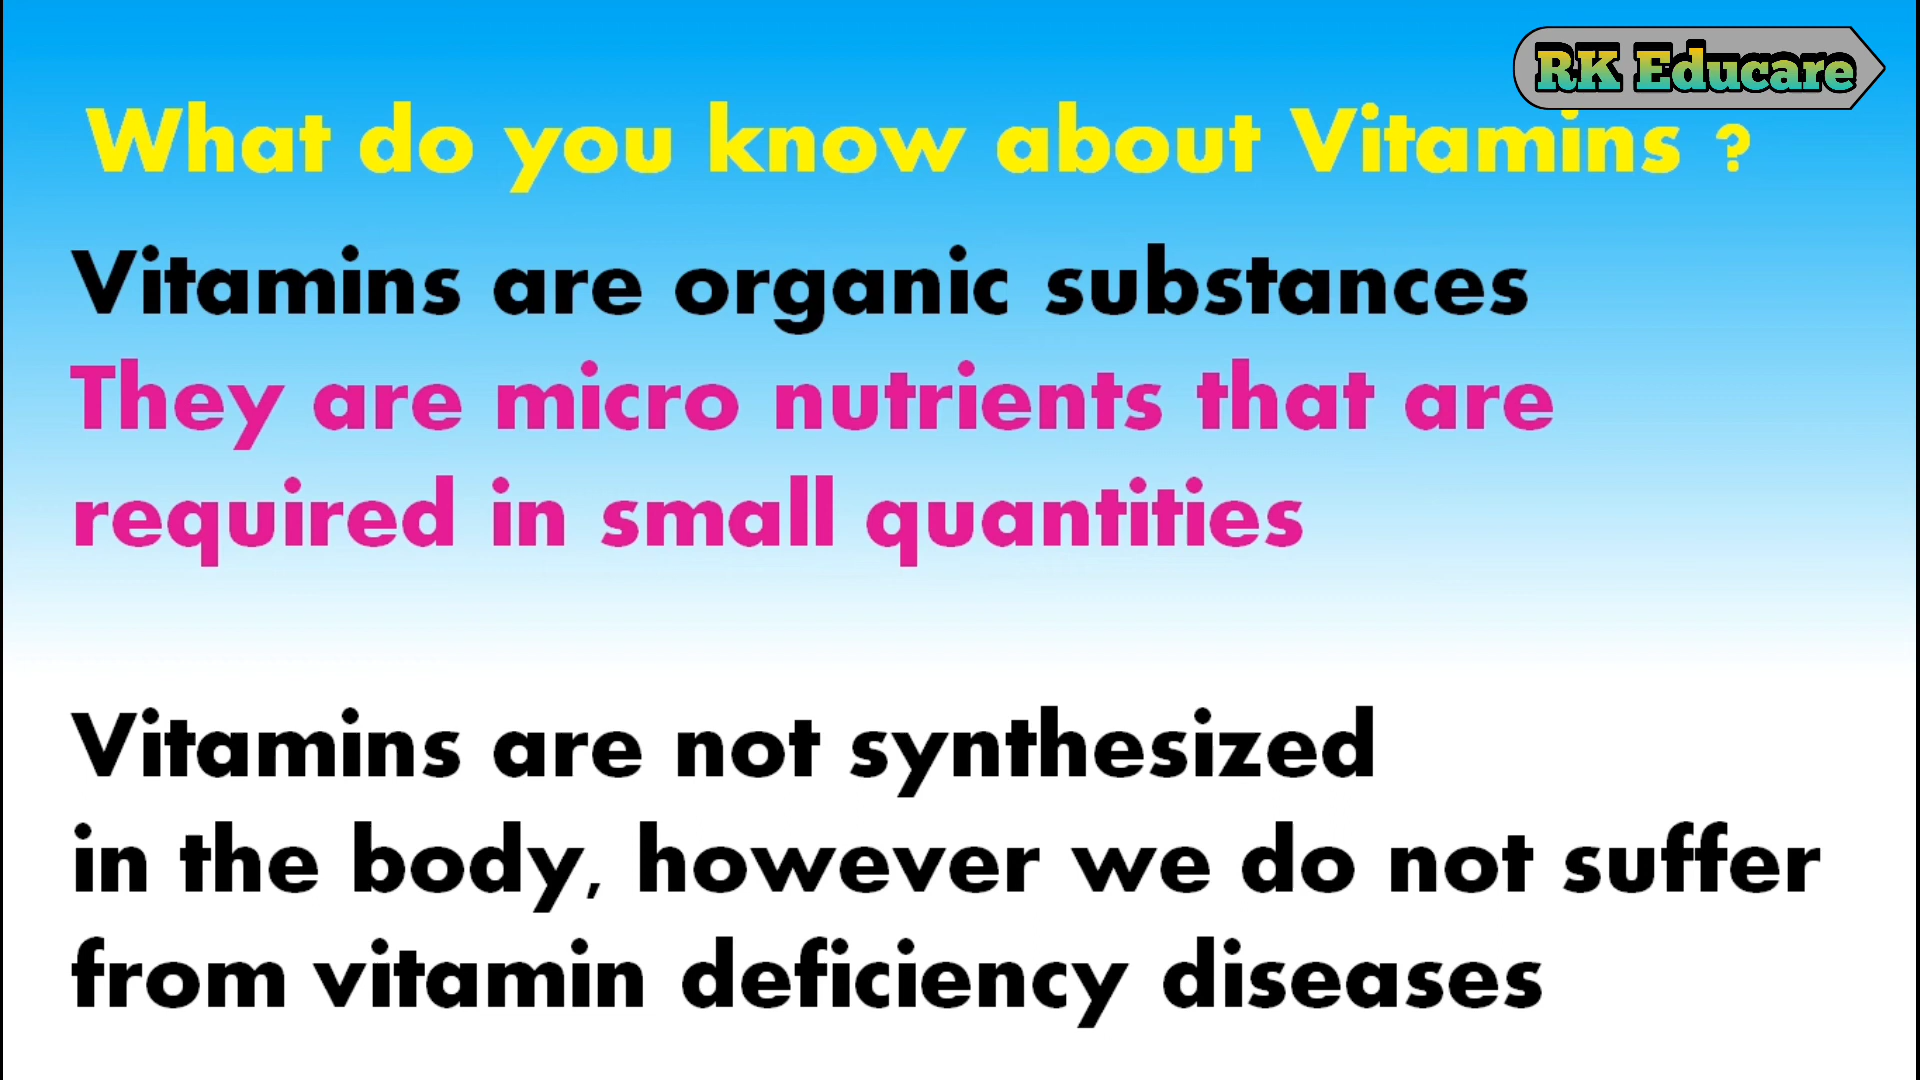 RK Educare
What do you know about Vitamins ?
Vitamins are organic substances
They are micro nutrients that are
required in small quantities
Vitamins are not synthesized
in the body, however we do not suffer
from vitamin deficiency diseases